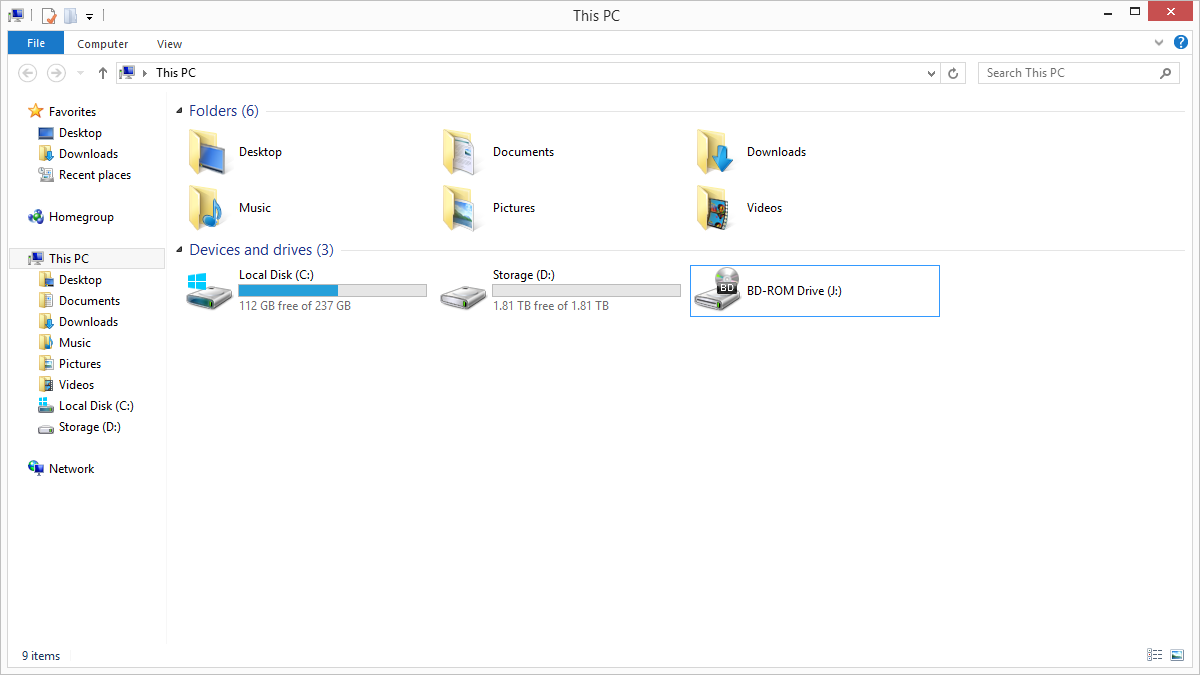 This PC
File Computer View
This PC
Search This PC
Favorites
Desktop
Downloads
Recent places
Homegroup
This PC
Desktop
Documents
Downloads
Music
Pictures
Videos
Local Disk (C:)
Storage (D:)
Network
Folders (6)
Desktop Documents Downloads
Music Pictures Videos
Devices and drives (3)
Local Disk (C:)
112 GB free of 237 GB
Storage (D:)
1.81 TB free of 1.81 TB
BD
BD-ROM Drive (J:)
9 items